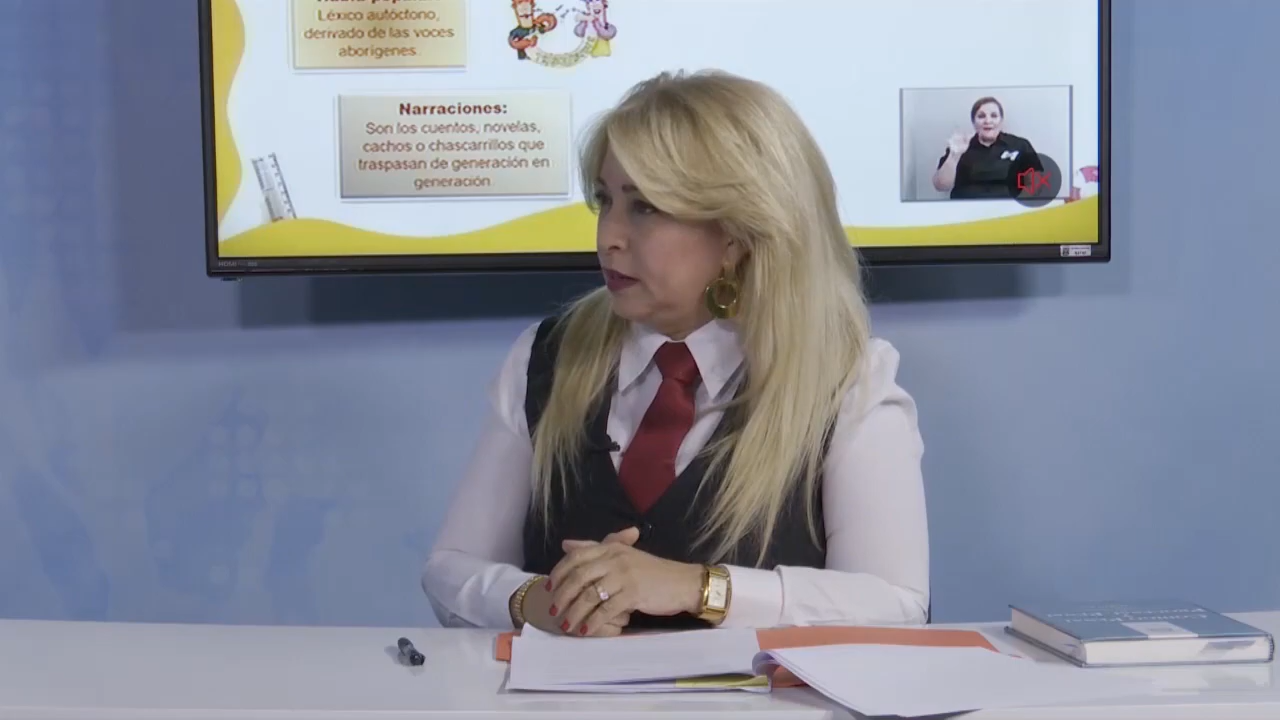 Léxico autóctono,
derivado de las voces
aborígenes.
Narraciones:
Son los cuentos, novelas,
cachos o chascarrillos que
traspasan de generación en
generación